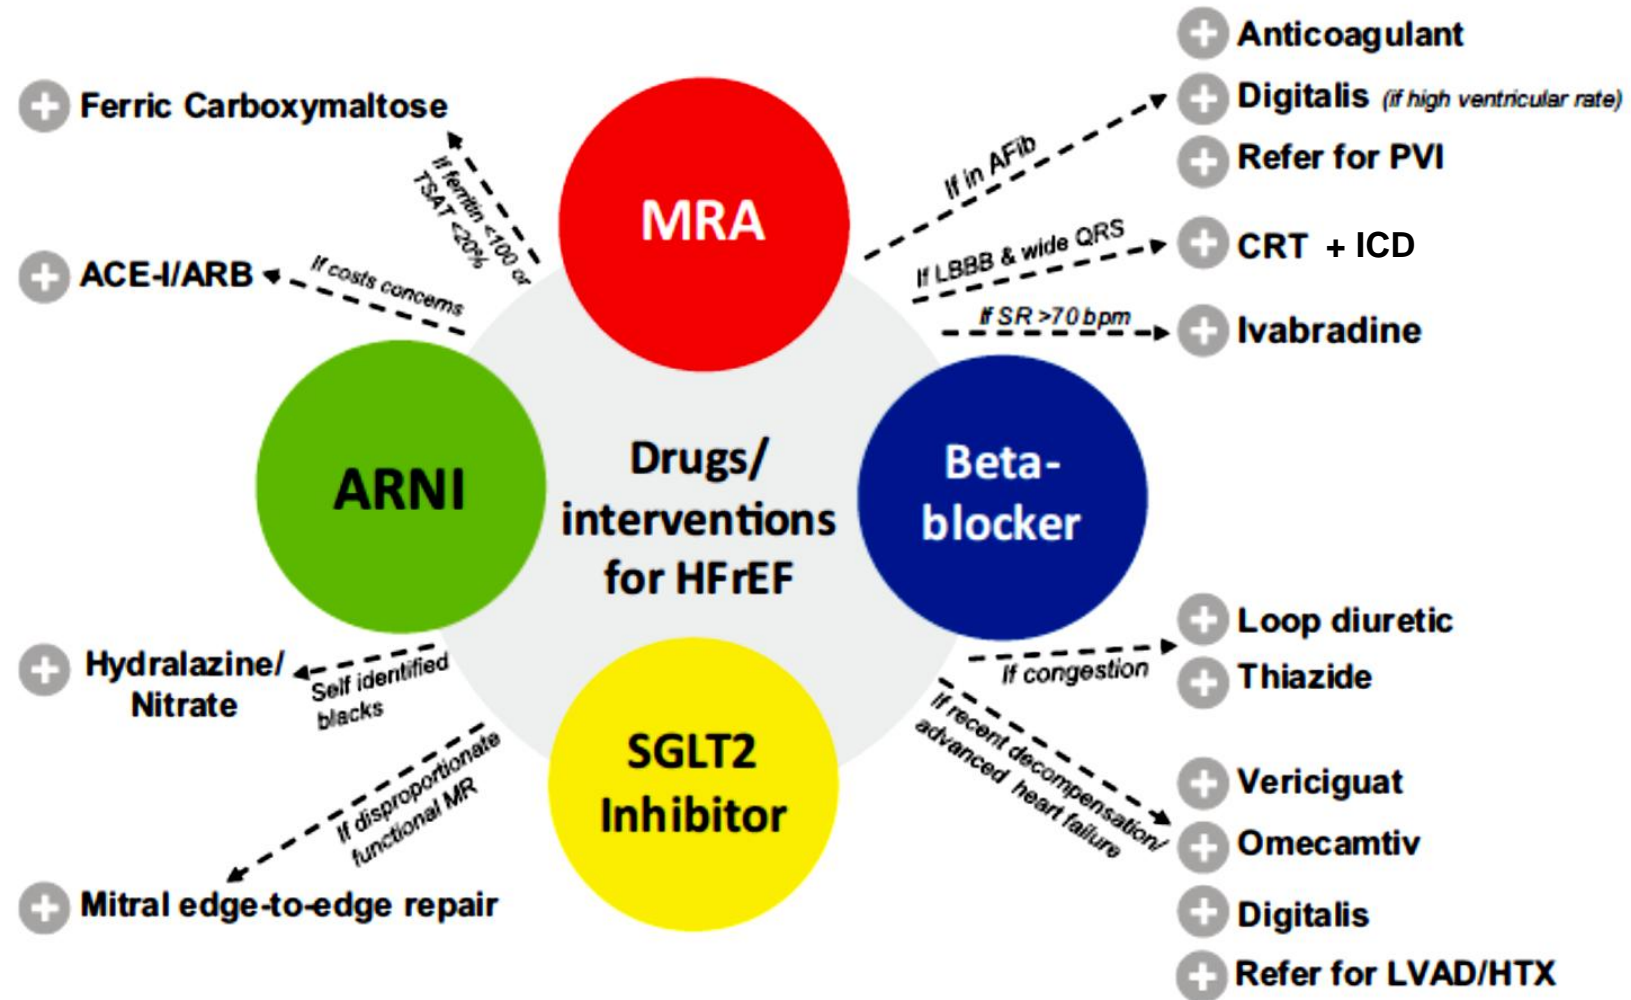 Ferric Carboxymaltose
If ferritin <100 or
TSAT <20%
ACE-I/ARB
If costs concerns
MRA
If in AFib
Anticoagulant
Digitalis (if high ventricular rate)
Refer for PVI
If LBBB & wide QRS
CRT + ICD
If SR >70 bpm
Ivabradine
ARNI
Drugs/
interventions
for HFrEF
Beta-
blocker
Hydralazine/
Nitrate
Self identified
blacks
If disproportionate
functional MR
Mitral edge-to-edge repair
SGLT2
Inhibitor
If congestion
Loop diuretic
Thiazide
If recent decompensation/
advanced heart failure
Vericiguat
Omecamtiv
Digitalis
Refer for LVAD/HTX